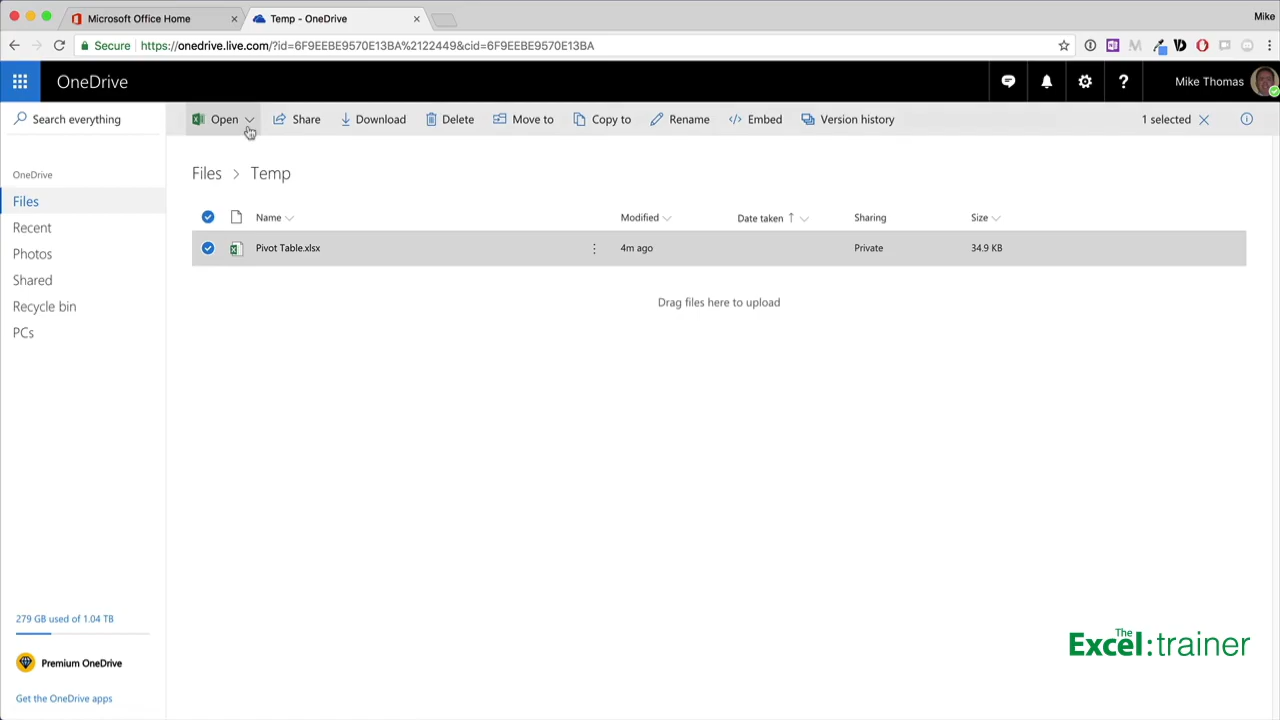 Microsoft Office Home
Temp - OneDrive
Mike
Secure https://onedrive.live.com/?id=6F9EEBE9570E13BA%2122449&cid=6F9EEBE9570E13BA
OneDrive
Mike Thomas
Search everything
Open Share Download Delete Move to Copy to Rename Embed Version history 1 selected
Files > Temp
OneDrive
Files
Recent
Photos
Shared
Recycle bin
PCs
Name Modified Date taken Sharing Size
Pivot Table.xlsx 4m ago Private 34.9 KB
Drag files here to upload
279 GB used of 1.04 TB
Premium OneDrive
Get the OneDrive apps
The
Excel:trainer